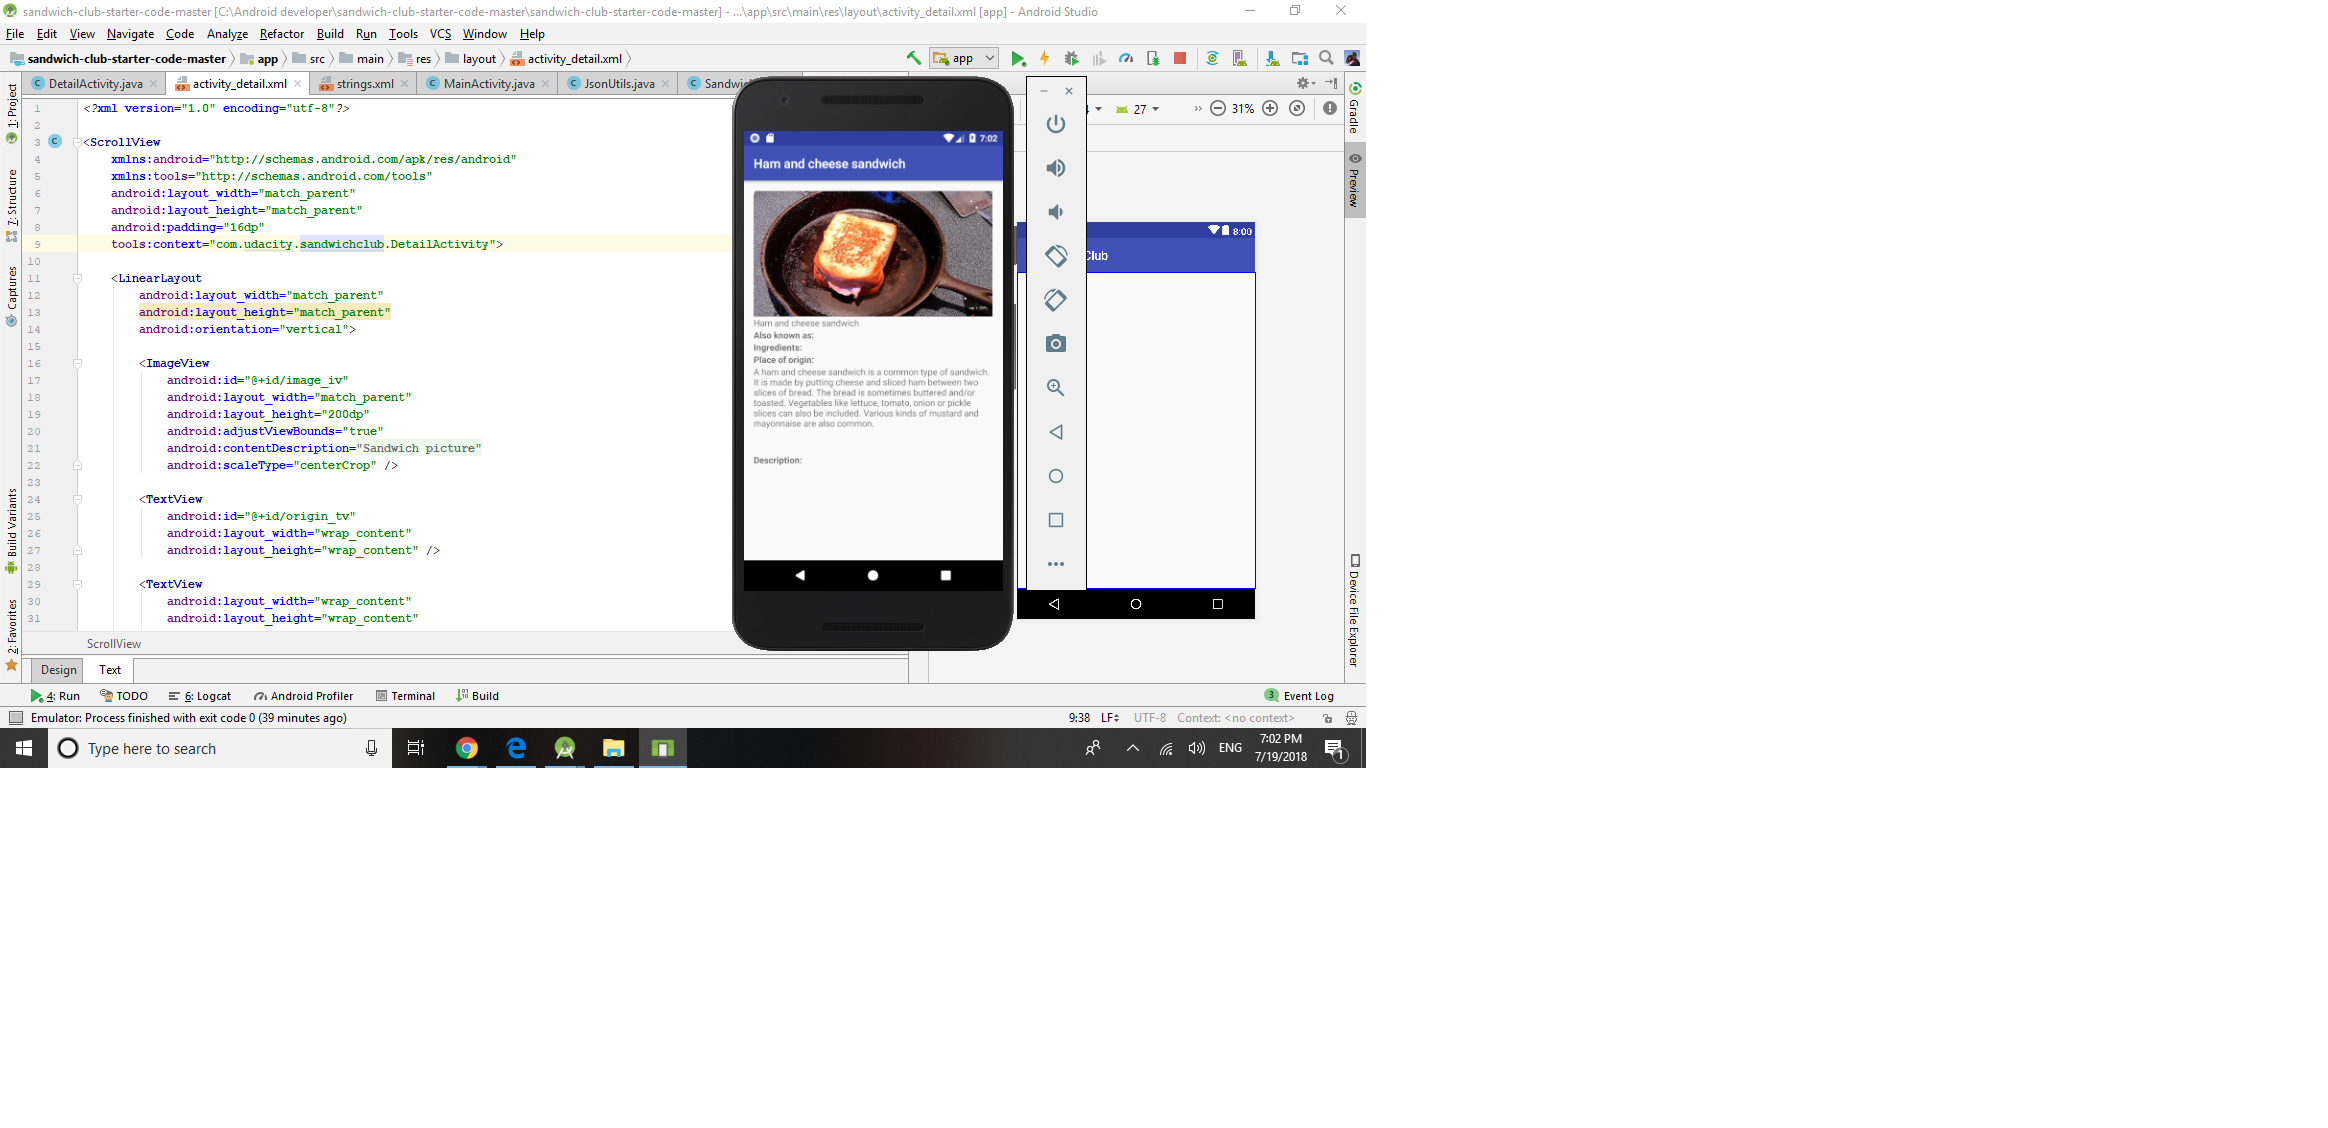 sandwich-club-starter-code-master [C:\Android developer\sandwich-club-starter-code-master\sandwich-club-starter-code-master] - ...\app\src\main\res\layout\activity_detail.xml [app] - Android Studio
File Edit View Navigate Code Analyze Refactor Build Run Tools VCS Window Help
sandwich-club-starter-code-master app src main res layout activity_detail.xml app
DetailActivity.java activity_detail.xml strings.xml MainActivity.java JsonUtils.java
27 31%
1 <?xml version="1.0" encoding="utf-8"?>
2
3 <ScrollView
4 xmlns:android="http://schemas.android.com/apk/res/android"
5 xmlns:tools="http://schemas.android.com/tools"
6 android:layout_width="match_parent"
7 android:layout_height="match_parent"
8 android:padding="16dp"
9 tools:context="com.udacity.sandwichclub.DetailActivity">
10
11 <LinearLayout
12 android:layout_width="match_parent"
13 android:layout_height="match_parent"
14 android:orientation="vertical">
15
16 <ImageView
17 android:id="@+id/image_iv"
18 android:layout_width="match_parent"
19 android:layout_height="200dp"
20 android:adjustViewBounds="true"
21 android:contentDescription="Sandwich picture"
22 android:scaleType="centerCrop" />
23
24 <TextView
25 android:id="@+id/origin_tv"
26 android:layout_width="wrap_content"
27 android:layout_height="wrap_content" />
28
29 <TextView
30 android:layout_width="wrap_content"
31 android:layout_height="wrap_content"
ScrollView
Design Text
1: Project
7: Structure
Captures
Build Variants
2: Favorites
7:02
Ham and cheese sandwich
Ham and cheese sandwich
Also known as:
Ingredients:
Place of origin:
A ham and cheese sandwich is a common type of sandwich.
It is made by putting cheese and sliced ham between two
slices of bread. The bread is sometimes buttered and/or
toasted. Vegetables like lettuce, tomato, onion or pickle
slices can also be included. Various kinds of mustard and
mayonnaise are also common.
Description:
8:00
Club
Gradle
Preview
Device File Explorer
4: Run TODO 6: Logcat Android Profiler Terminal Build 3 Event Log
Emulator: Process finished with exit code 0 (39 minutes ago) 9:38 LF UTF-8 Context: <no context>
Type here to search ENG 7:02 PM
7/19/2018 1